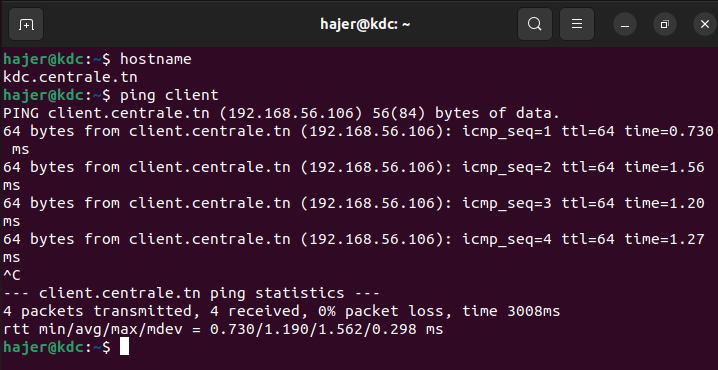 hajer@kdc: ~
hajer@kdc:~$ hostname
kdc.centrale.tn
hajer@kdc:~$ ping client
PING client.centrale.tn (192.168.56.106) 56(84) bytes of data.
64 bytes from client.centrale.tn (192.168.56.106): icmp_seq=1 ttl=64 time=0.730
 ms
64 bytes from client.centrale.tn (192.168.56.106): icmp_seq=2 ttl=64 time=1.56
ms
64 bytes from client.centrale.tn (192.168.56.106): icmp_seq=3 ttl=64 time=1.20
ms
64 bytes from client.centrale.tn (192.168.56.106): icmp_seq=4 ttl=64 time=1.27
ms
^C
--- client.centrale.tn ping statistics ---
4 packets transmitted, 4 received, 0% packet loss, time 3008ms
rtt min/avg/max/mdev = 0.730/1.190/1.562/0.298 ms
hajer@kdc:~$